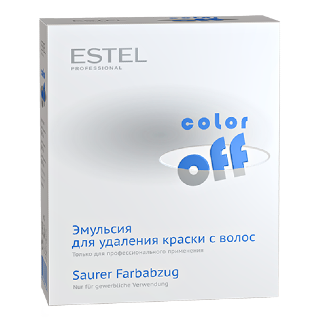 ESTEL
PROFESSIONAL
color
off
Эмульсия
для удаления краски с волос
Только для профессионального применения
Saurer Farbabzug
Nur für gewerbliche Verwendung